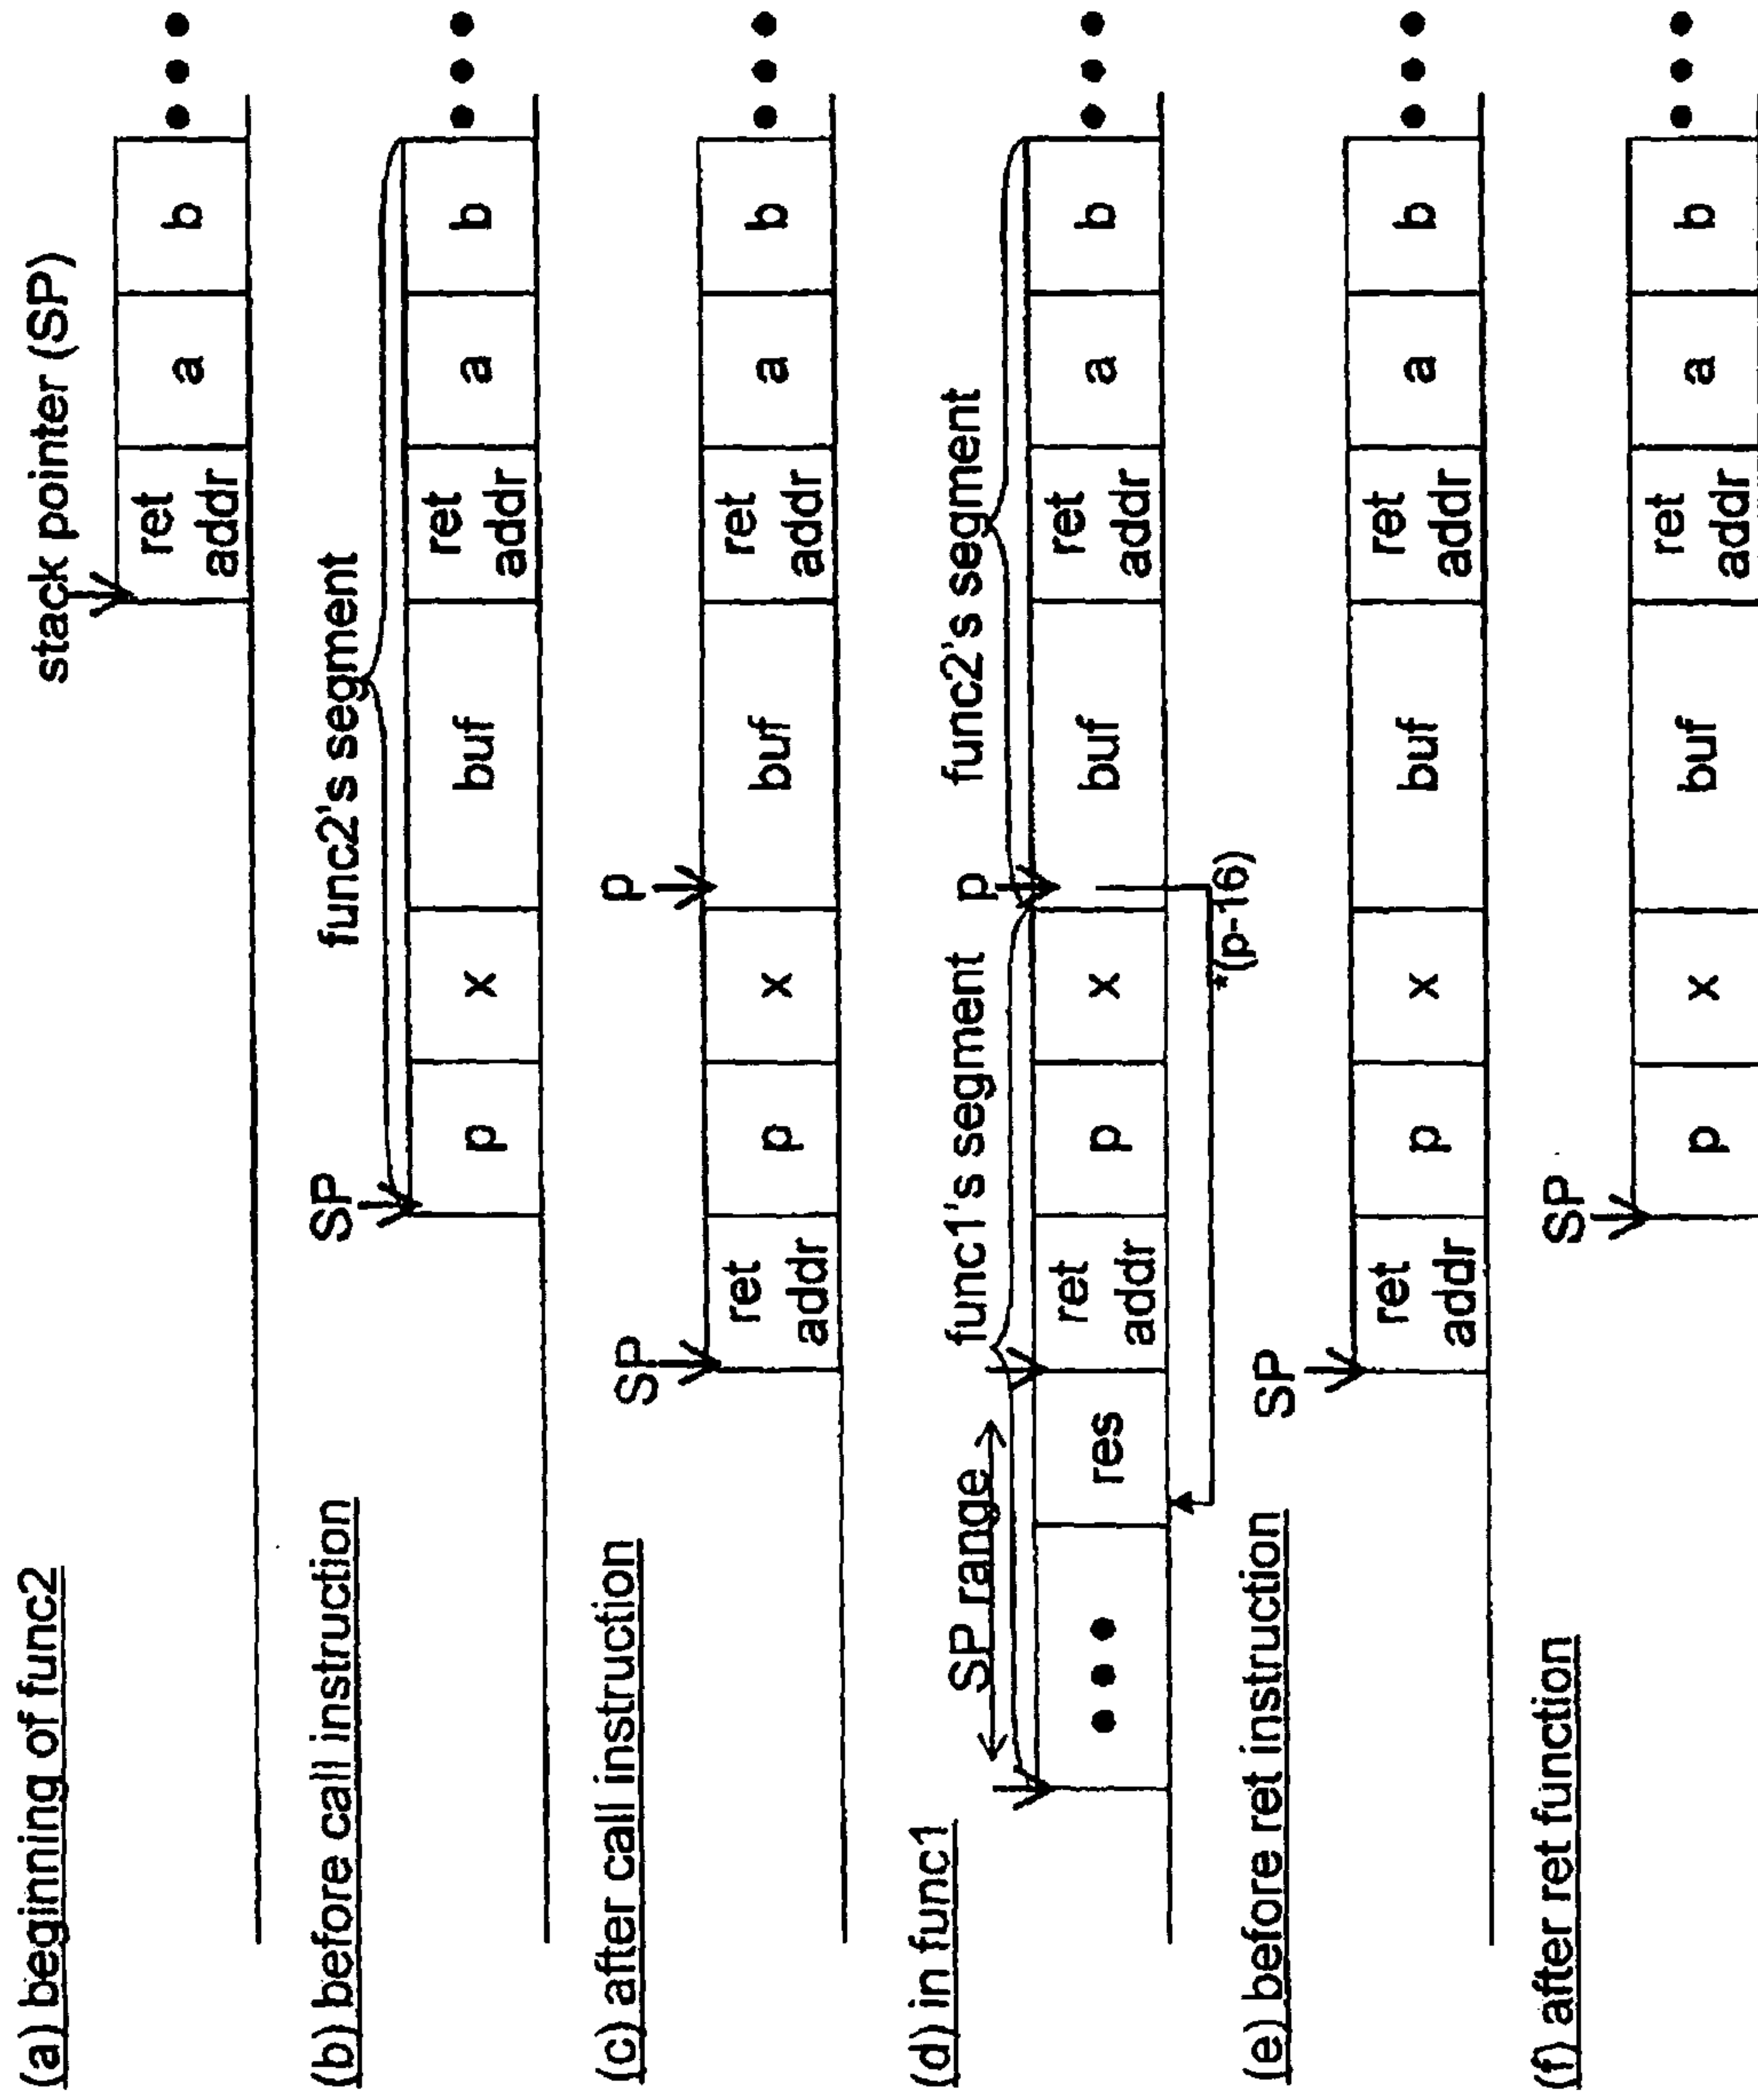 (a) beginning of func2
stack pointer (SP)
ret
addr
a
b
(b) before call instruction
SP
func2's segment
p
x
buf
ret
addr
a
b
(c) after call instruction
SP
p
ret
addr
p
x
buf
ret
addr
a
b
(d) in func1
SP range
func1's segment
p
func2's segment
res
ret
addr
p
x
buf
ret
addr
a
b
*(p-16)
(e) before ret instruction
SP
ret
addr
p
x
buf
ret
addr
a
b
(f) after ret function
SP
p
x
buf
ret
addr
a
b